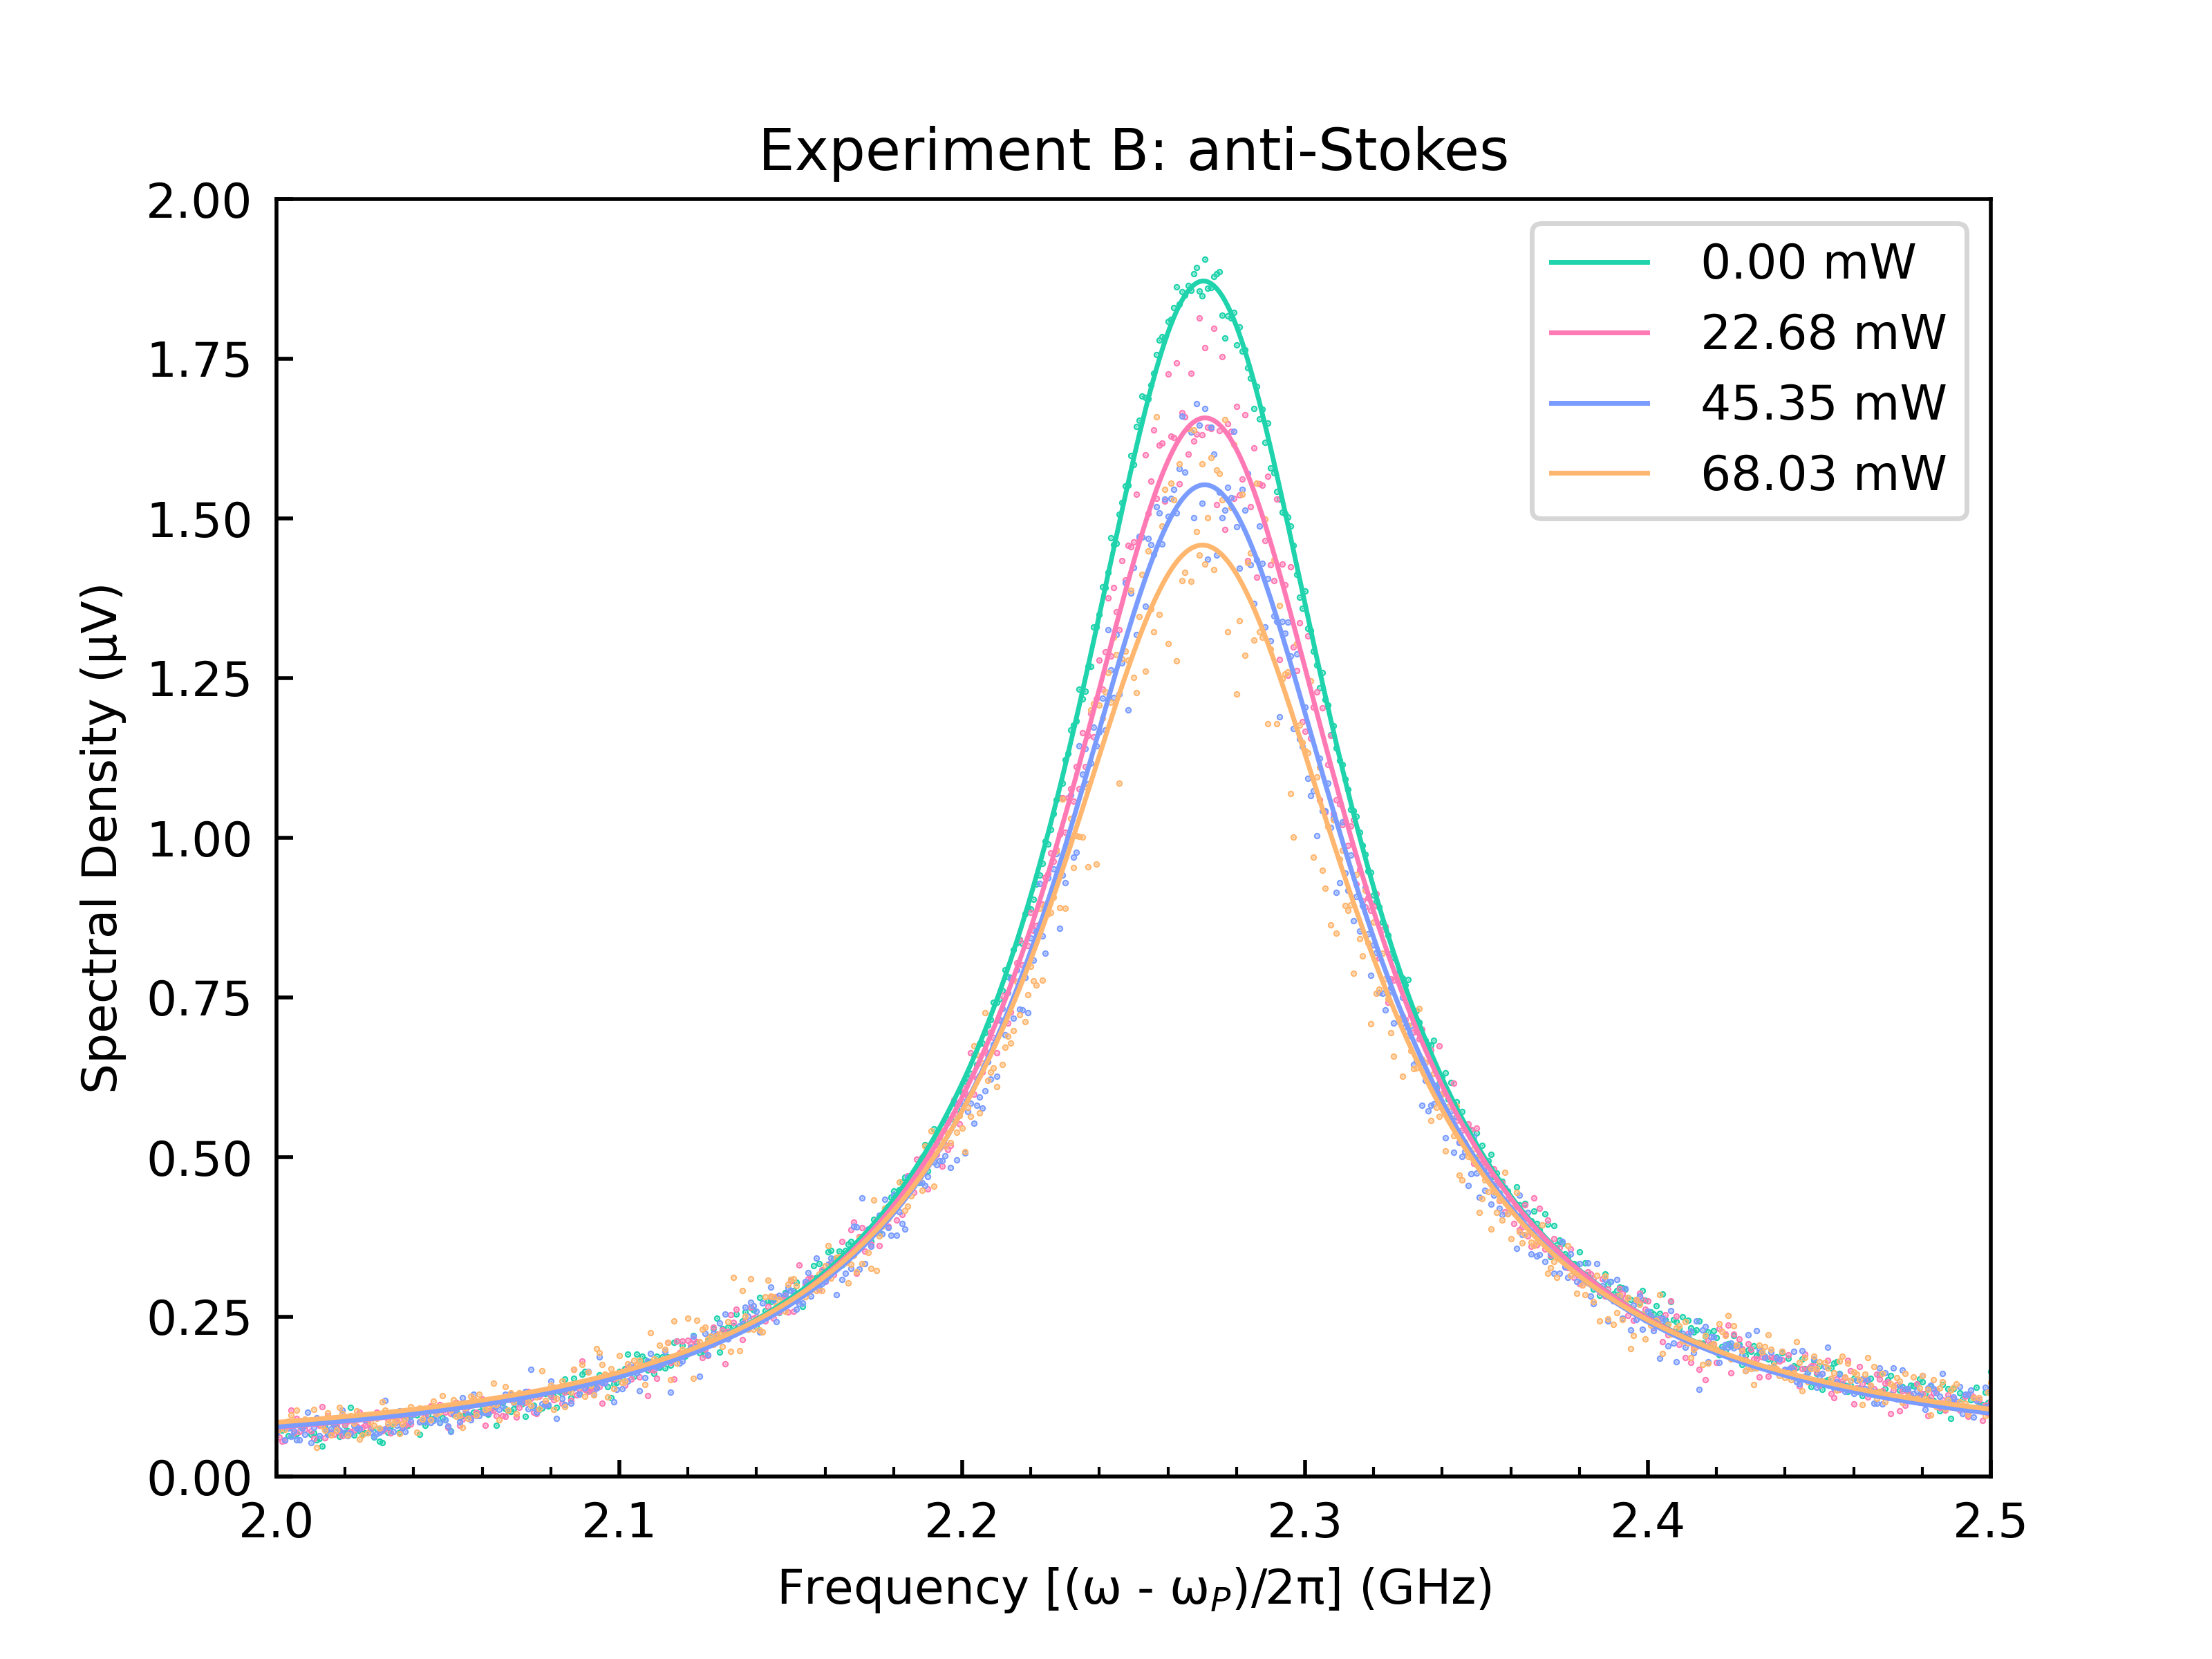 Experiment B: anti-Stokes
2.00
1.75
1.50
1.25
1.00
0.75
0.50
0.25
0.00
Spectral Density (μV)
0.00 mW
22.68 mW
45.35 mW
68.03 mW
2.0 2.1 2.2 2.3 2.4 2.5
Frequency [(ω - ω_P)/2π] (GHz)